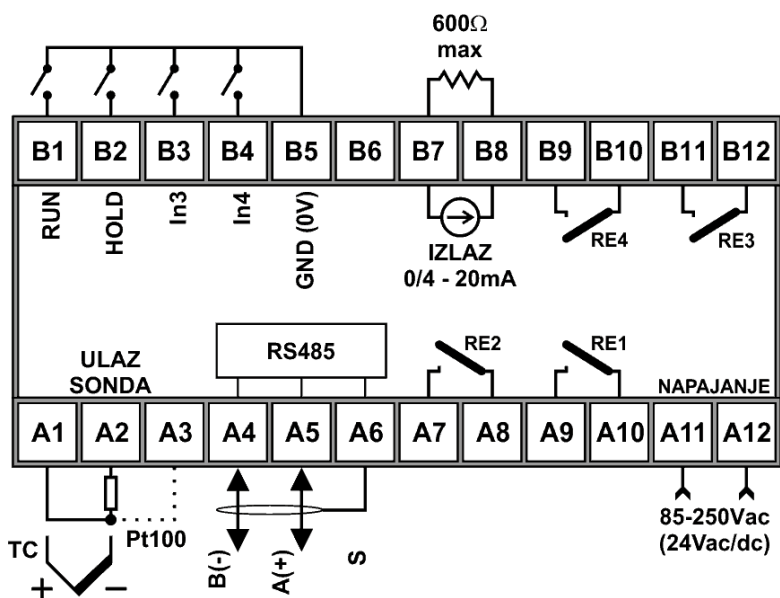 600Ω
max
B1 B2 B3 B4 B5 B6 B7 B8 B9 B10 B11 B12
RUN
HOLD
In3
In4
GND (0V)
IZLAZ
0/4 - 20mA
RE4
RE3
ULAZ
SONDA
RS485
RE2
RE1
NAPAJANJE
A1 A2 A3 A4 A5 A6 A7 A8 A9 A10 A11 A12
TC
+
−
Pt100
B(-)
A(+)
S
85-250Vac
(24Vac/dc)